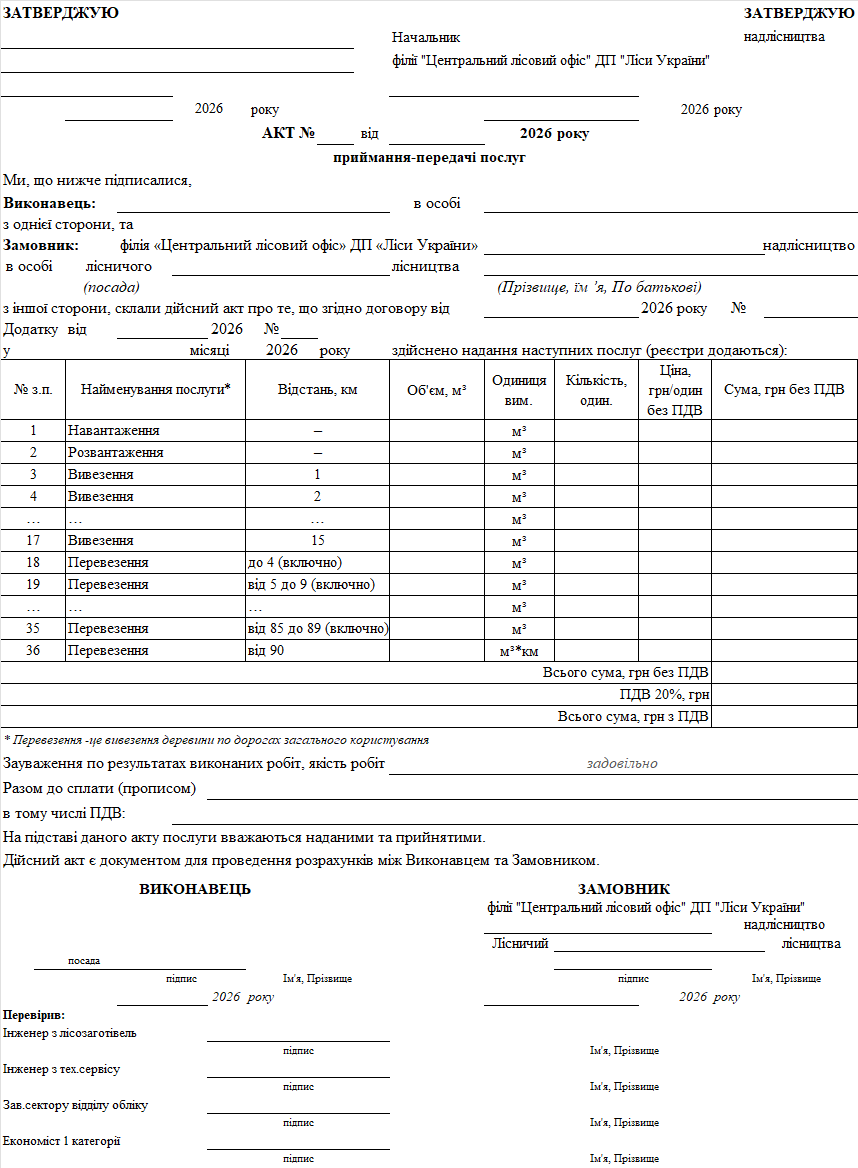 ЗАТВЕРДЖУЮ ЗАТВЕРДЖУЮ
Начальник надлісництва
філії "Центральний лісовий офіс" ДП "Ліси України"
2026 року 2026 року
АКТ № від 2026 року
приймання-передачі послуг
Ми, що нижче підписалися,
Виконавець: в особі
з однієї сторони, та
Замовник: філія «Центральний лісовий офіс» ДП «Ліси України» надлісництво
в особі лісничого лісництва
(посада) (Прізвище, їм ’я, По батькові)
з іншої сторони, склали дійсний акт про те, що згідно договору від 2026 року №
Додатку від 2026 №
у місяці 2026 року здійснено надання наступних послуг (реєстри додаються):
№ з.п. Найменування послуги* Відстань, км Об'єм, м³ Одиниця вим. Кількість, один. Ціна, грн/один без ПДВ Сума, грн без ПДВ
1 Навантаження – м³
2 Розвантаження – м³
3 Вивезення 1 м³
4 Вивезення 2 м³
… … … м³
17 Вивезення 15 м³
18 Перевезення до 4 (включно) м³
19 Перевезення від 5 до 9 (включно) м³
… … … м³
35 Перевезення від 85 до 89 (включно) м³
36 Перевезення від 90 м³*км
Всього сума, грн без ПДВ
ПДВ 20%, грн
Всього сума, грн з ПДВ
* Перевезення -це вивезення деревини по дорогах загального користування
Зауваження по результатах виконаних робіт, якість робіт задовільно
Разом до сплати (прописом)
в тому числі ПДВ:
На підставі даного акту послуги вважаються наданими та прийнятими.
Дійсний акт є документом для проведення розрахунків між Виконавцем та Замовником.
ВИКОНАВЕЦЬ ЗАМОВНИК
філії "Центральний лісовий офіс" ДП "Ліси України"
надлісництво
Лісничий лісництва
посада
підпис Ім'я, Прізвище підпис Ім'я, Прізвище
2026 року 2026 року
Перевірив:
Інженер з лісозаготівель
підпис Ім'я, Прізвище
Інженер з тех.сервісу
підпис Ім'я, Прізвище
Зав.сектору відділу обліку
підпис Ім'я, Прізвище
Економіст 1 категорії
підпис Ім'я, Прізвище